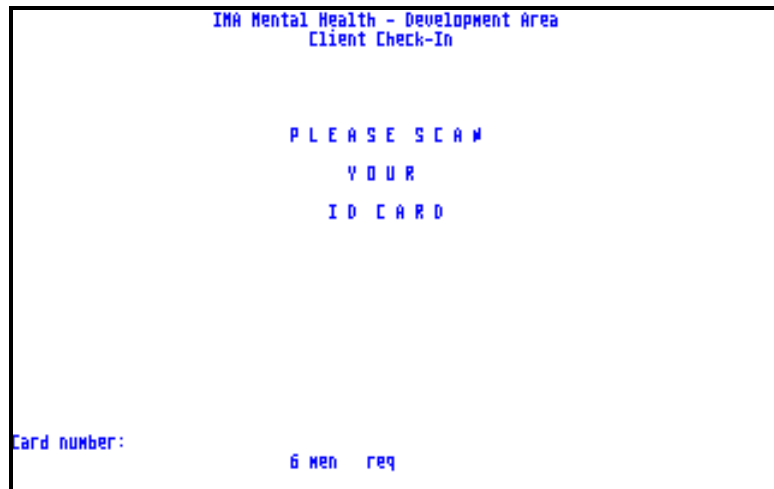 IMA Mental Health - Development Area
Client Check-In
P L E A S E  S C A N
Y O U R
I D  C A R D
Card number:
6 men   req